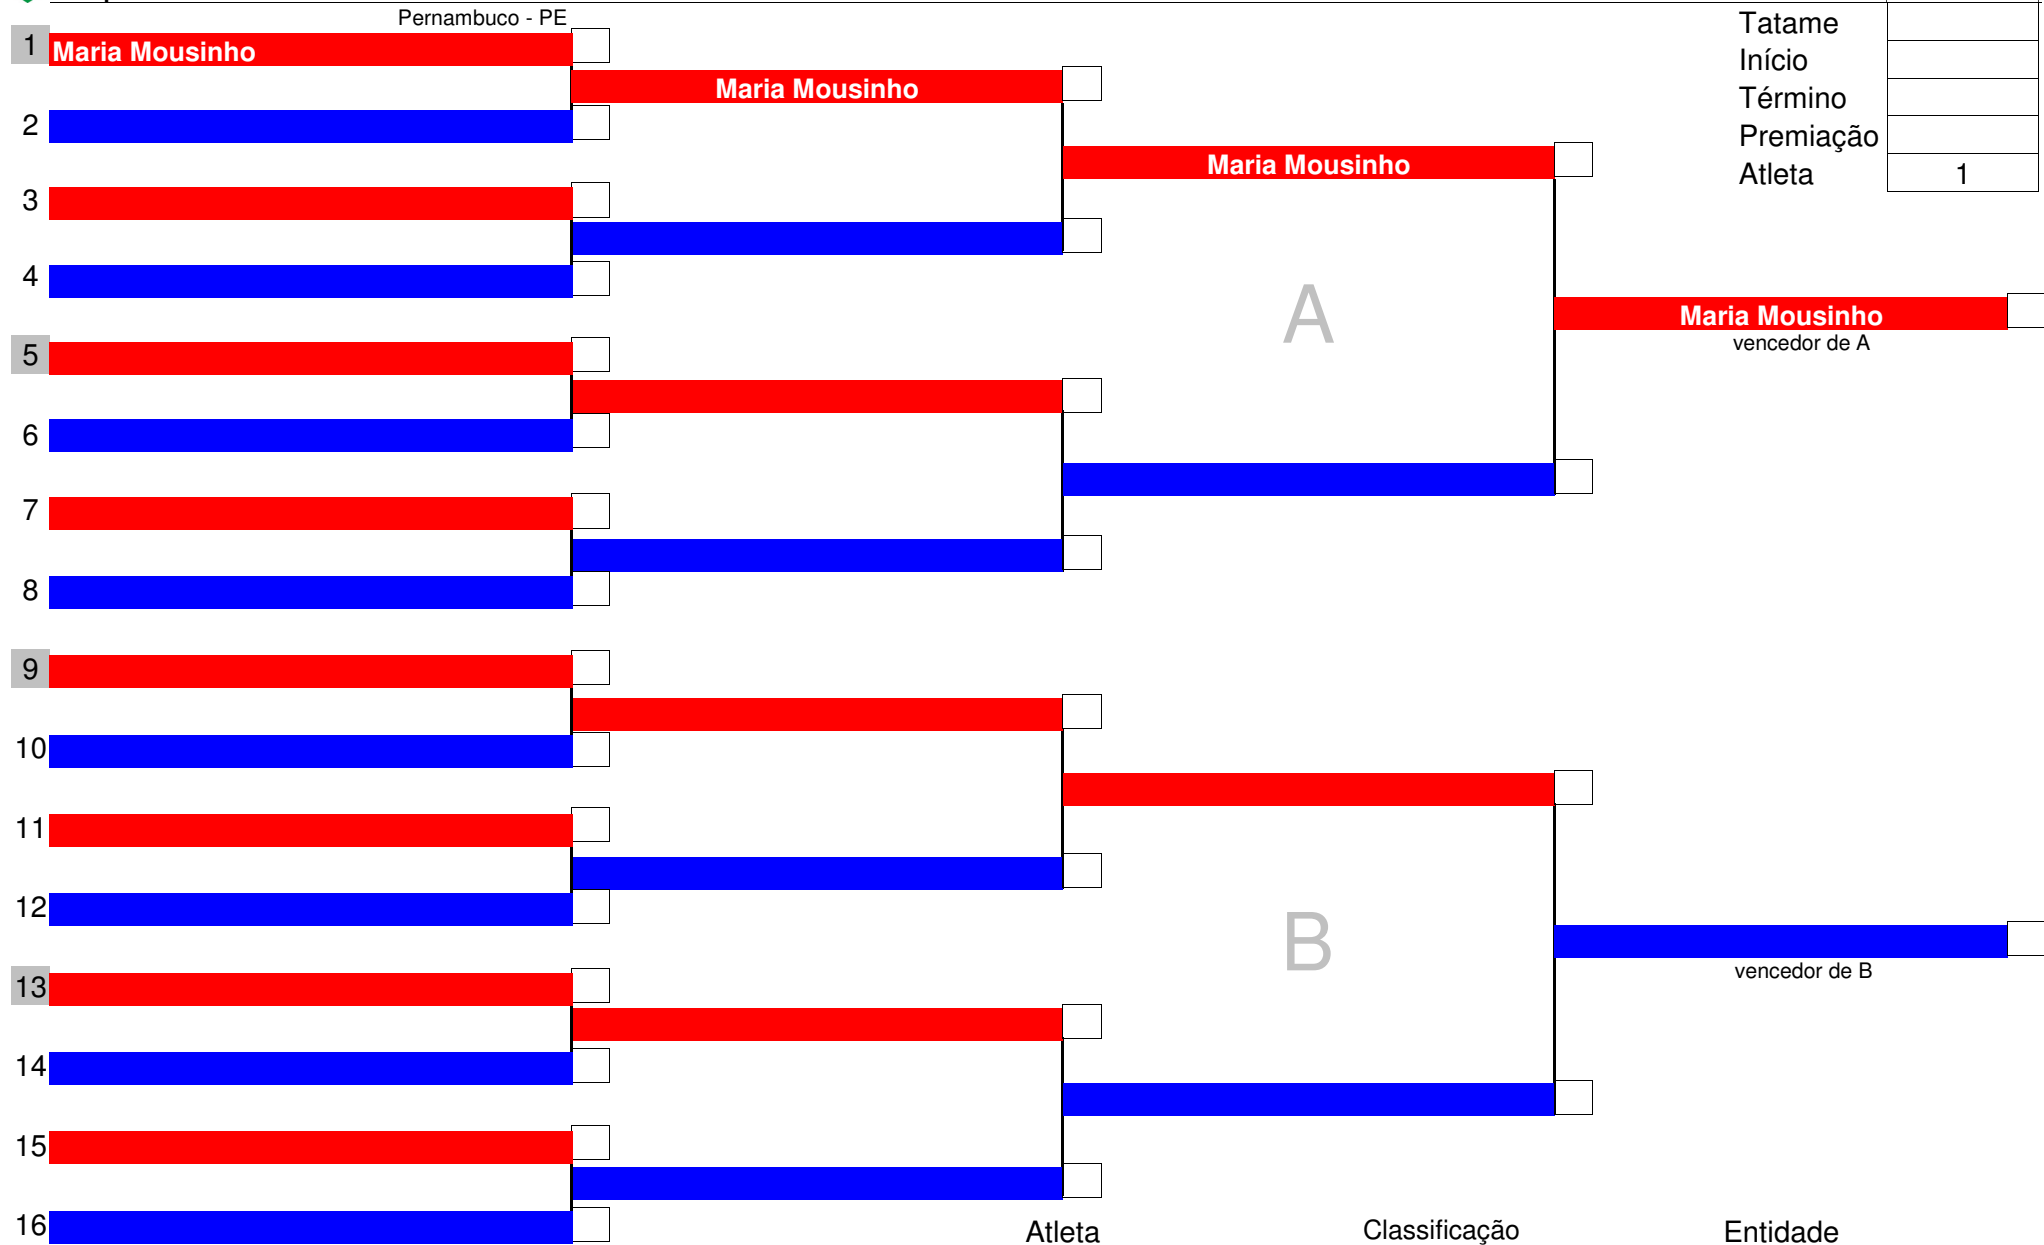 Pernambuco - PE
Tatame
1 Maria Mousinho
Início
Maria Mousinho
Término
2
Premiação
Maria Mousinho
Atleta 1
3
4
A
Maria Mousinho
vencedor de A
5
6
7
8
9
10
11
12
B
vencedor de B
13
14
15
16
Atleta Classificação Entidade